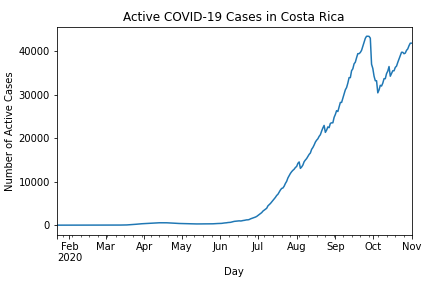 Active COVID-19 Cases in Costa Rica
Number of Active Cases
40000
30000
20000
10000
0
Feb Mar Apr May Jun Jul Aug Sep Oct Nov
2020
Day